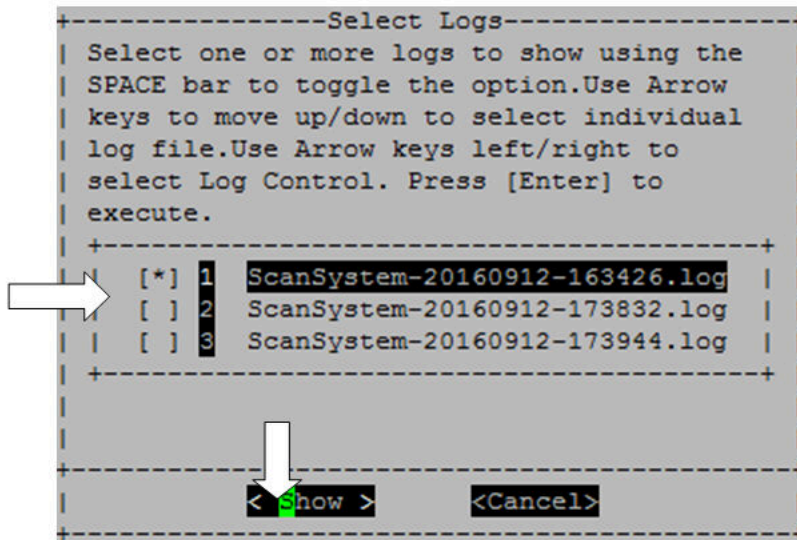 Select Logs
Select one or more logs to show using the
SPACE bar to toggle the option.Use Arrow
keys to move up/down to select individual
log file.Use Arrow keys left/right to
select Log Control. Press [Enter] to
execute.
[*] 1 ScanSystem-20160912-163426.log
[ ] 2 ScanSystem-20160912-173832.log
[ ] 3 ScanSystem-20160912-173944.log
< Show > <Cancel>